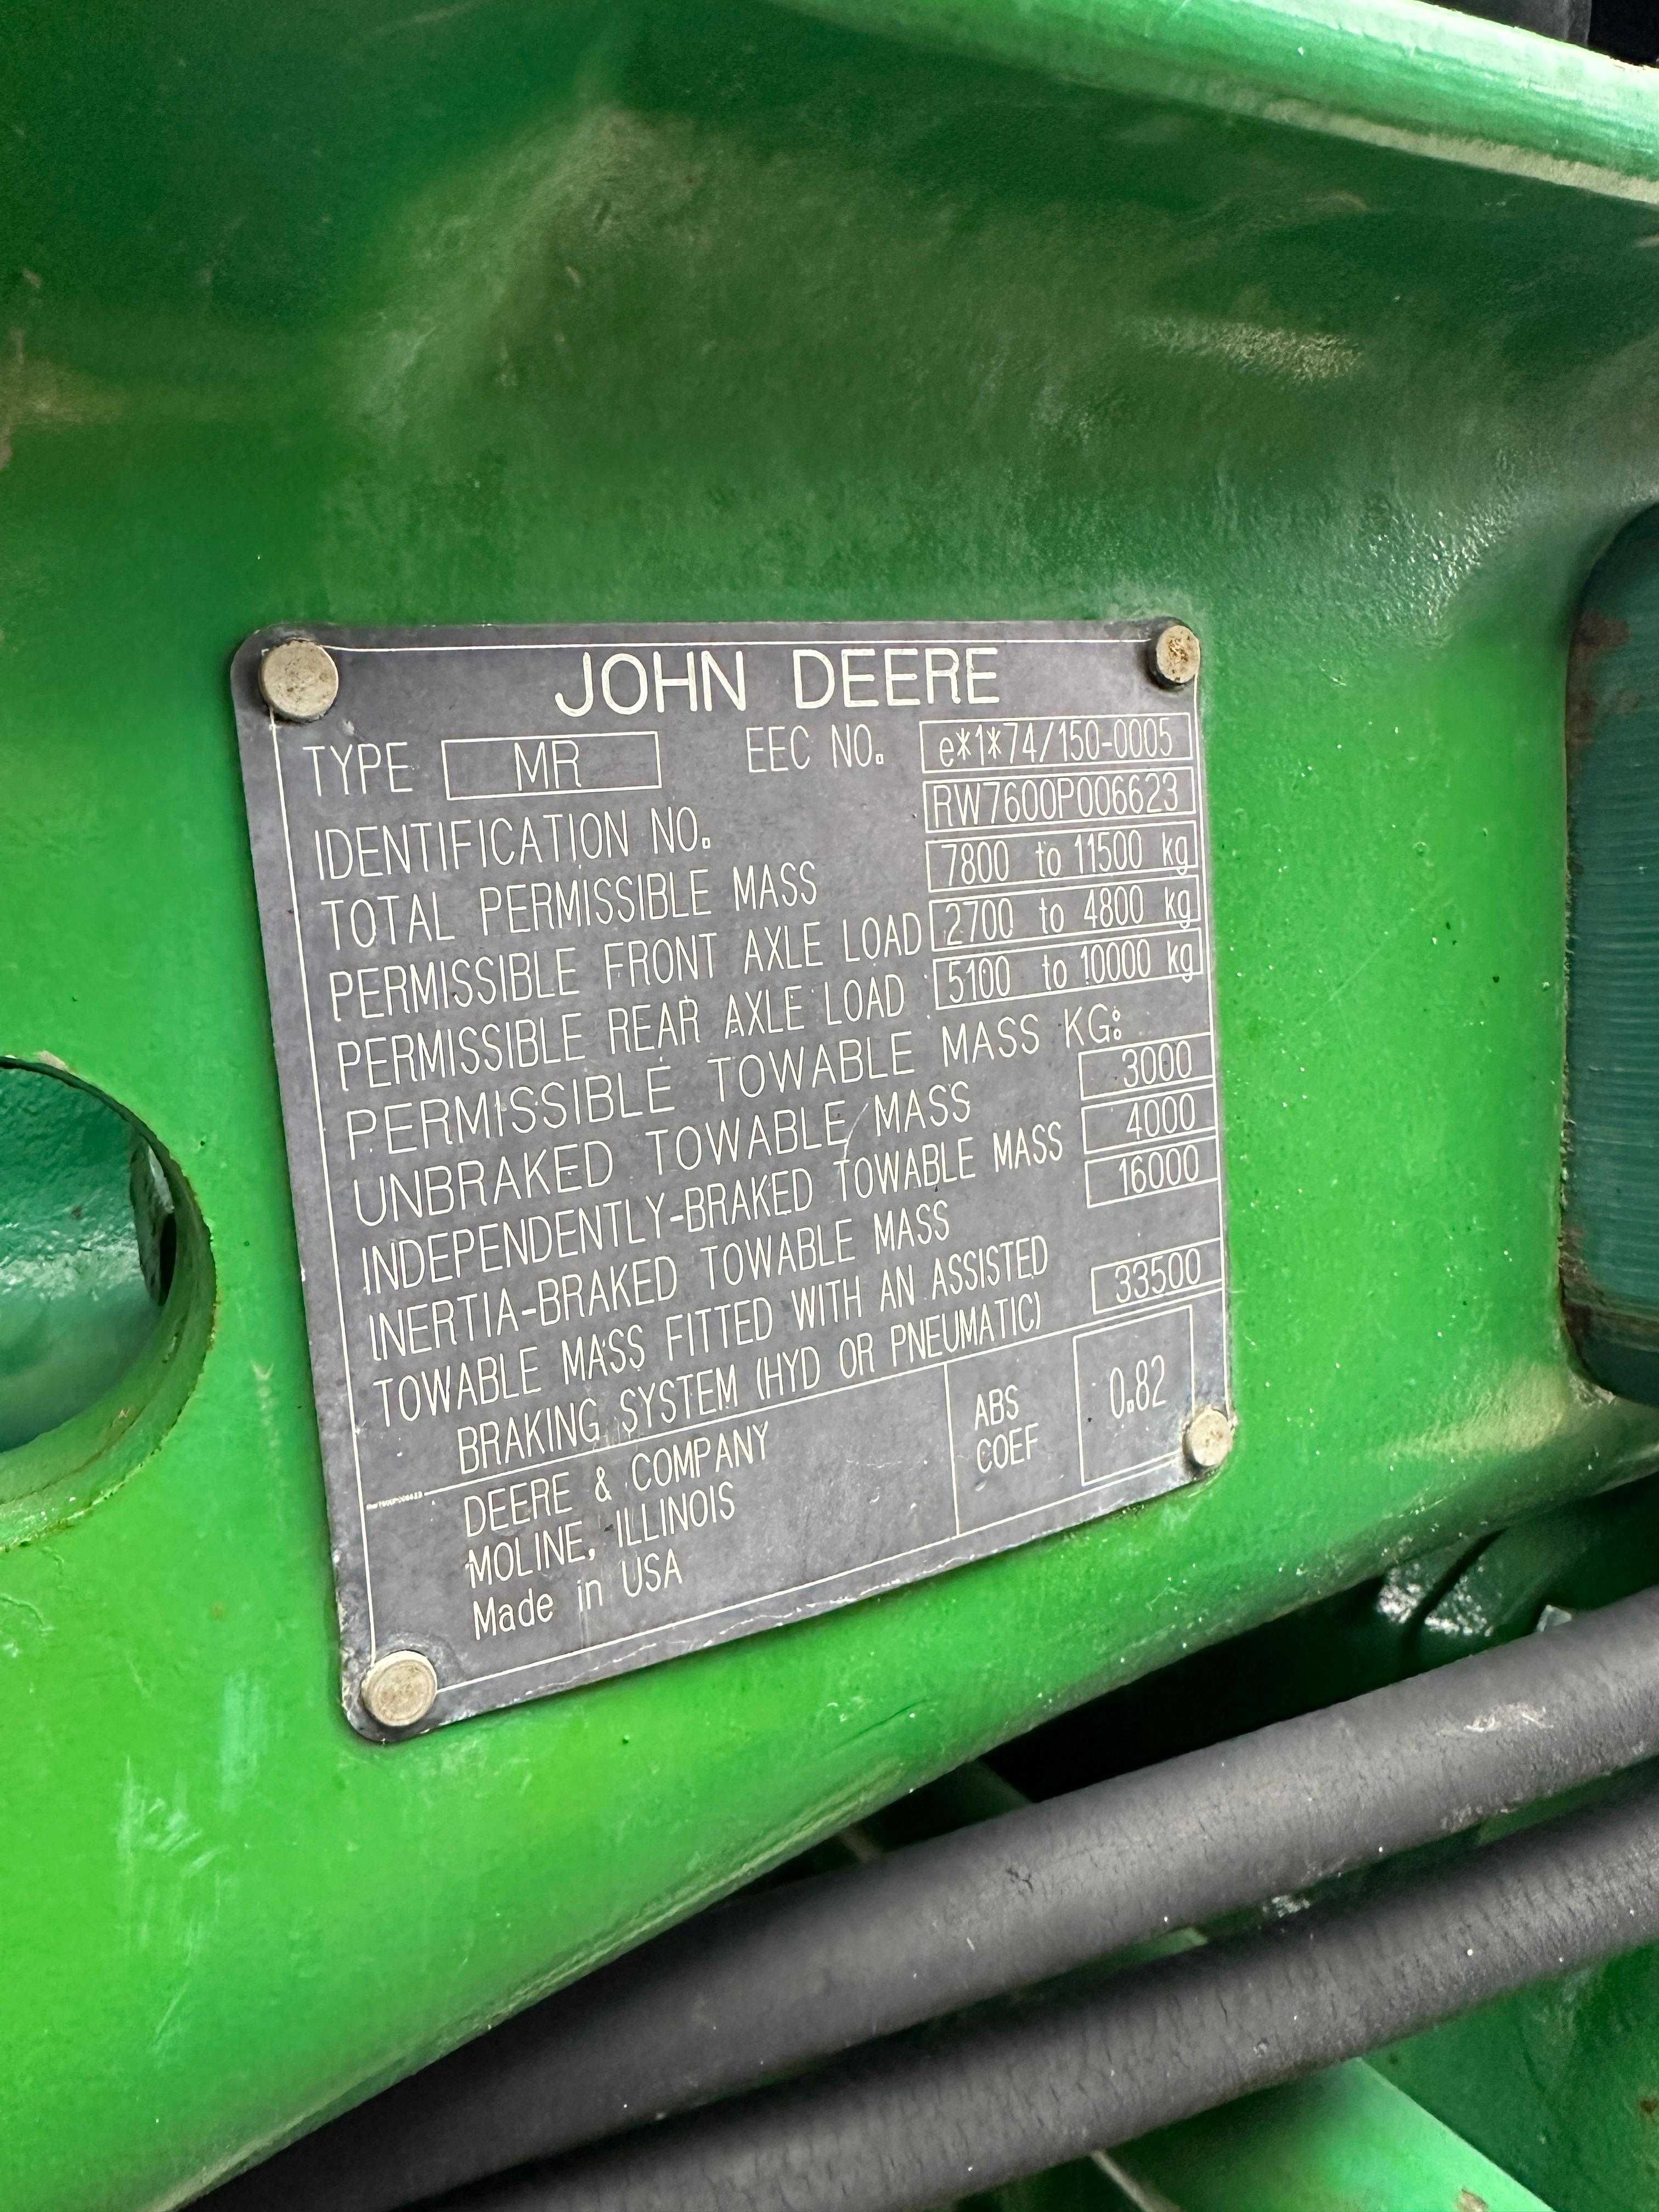 JOHN DEERE
TYPE MR EEC NO. e*1*74/150-0005
IDENTIFICATION NO. RW7600P006623
TOTAL PERMISSIBLE MASS 7800 to 11500 kg
PERMISSIBLE FRONT AXLE LOAD 2700 to 4800 kg
PERMISSIBLE REAR AXLE LOAD 5100 to 10000 kg
PERMISSIBLE TOWABLE MASS KG:
UNBRAKED TOWABLE MASS 3000
INDEPENDENTLY-BRAKED TOWABLE MASS 4000
INERTIA-BRAKED TOWABLE MASS 16000
TOWABLE MASS FITTED WITH AN ASSISTED
BRAKING SYSTEM (HYD OR PNEUMATIC) 33500
RW7600P006623
DEERE & COMPANY
MOLINE, ILLINOIS
Made in USA
ABS
COEF
0.82